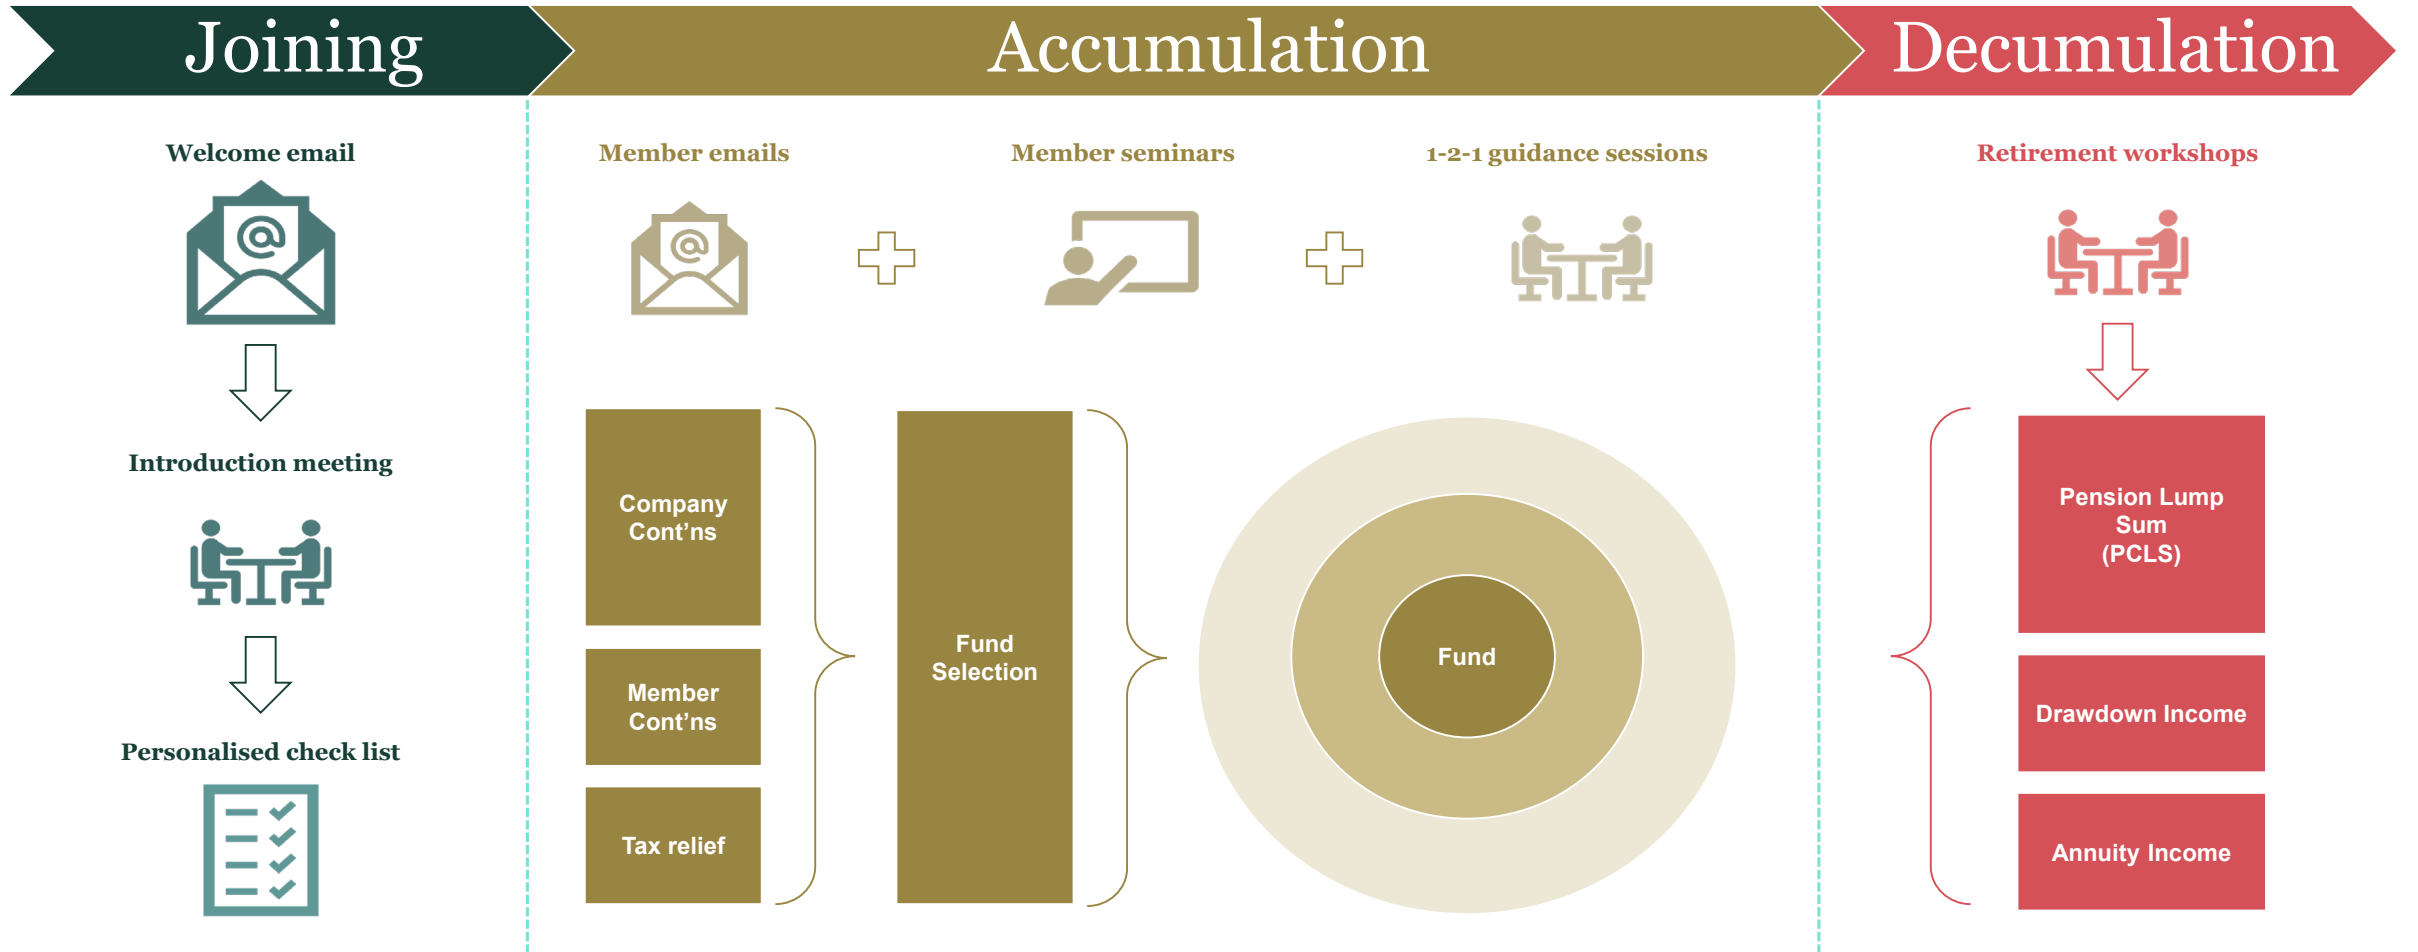 Joining
Accumulation
Decumulation
Welcome email
Introduction meeting
Personalised check list
Member emails
Member seminars
1-2-1 guidance sessions
Company
Cont’ns
Member
Cont’ns
Tax relief
Fund
Selection
Fund
Retirement workshops
Pension Lump
Sum
(PCLS)
Drawdown Income
Annuity Income